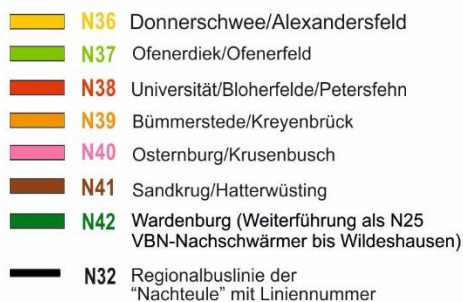 N36 Donnerschwee/Alexandersfeld
N37 Ofenerdiek/Ofenerfeld
N38 Universität/Bloherfelde/Petersfehn
N39 Bümmerstede/Kreyenbrück
N40 Osternburg/Krusenbusch
N41 Sandkrug/Hatterwüsting
N42 Wardenburg (Weiterführung als N25
VBN-Nachschwärmer bis Wildeshausen)
N32 Regionalbuslinie der
“Nachteule” mit Liniennummer